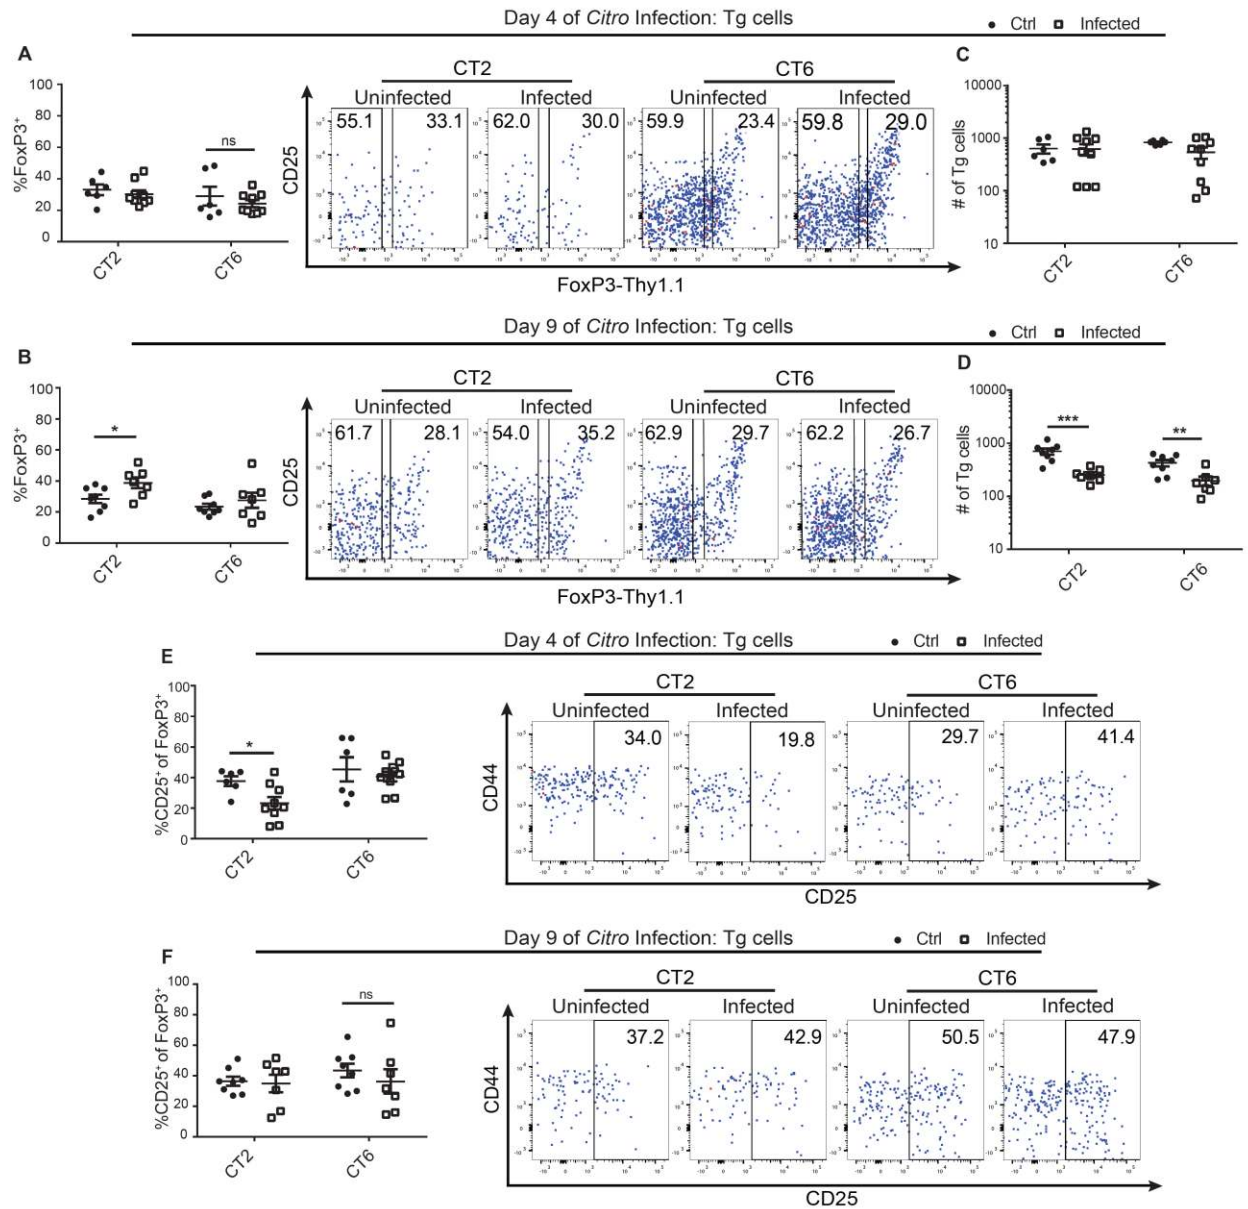 Day 4 of Citro Infection: Tg cells
Ctrl Infected
A
C
CT2 CT6
Uninfected Infected Uninfected Infected
%FoxP3+
100
80
60
40
20
0
ns
CT2 CT6
CD25
55.1 33.1
62.0 30.0
59.9 23.4
59.8 29.0
FoxP3-Thy1.1
# of Tg cells
10000
1000
100
10
CT2 CT6
Day 9 of Citro Infection: Tg cells
Ctrl Infected
B
D
CT2 CT6
Uninfected Infected Uninfected Infected
%FoxP3+
100
80
60
40
20
0
*
CT2 CT6
CD25
61.7 28.1
54.0 35.2
62.9 29.7
62.2 26.7
FoxP3-Thy1.1
# of Tg cells
10000
1000
100
10
*** **
CT2 CT6
Day 4 of Citro Infection: Tg cells
Ctrl Infected
E
CT2 CT6
Uninfected Infected Uninfected Infected
%CD25+ of FoxP3+
100
80
60
40
20
0
*
CT2 CT6
CD44
34.0 19.8 29.7 41.4
CD25
Day 9 of Citro Infection: Tg cells
Ctrl Infected
F
CT2 CT6
Uninfected Infected Uninfected Infected
%CD25+ of FoxP3+
100
80
60
40
20
0
ns
CT2 CT6
CD44
37.2 42.9 50.5 47.9
CD25